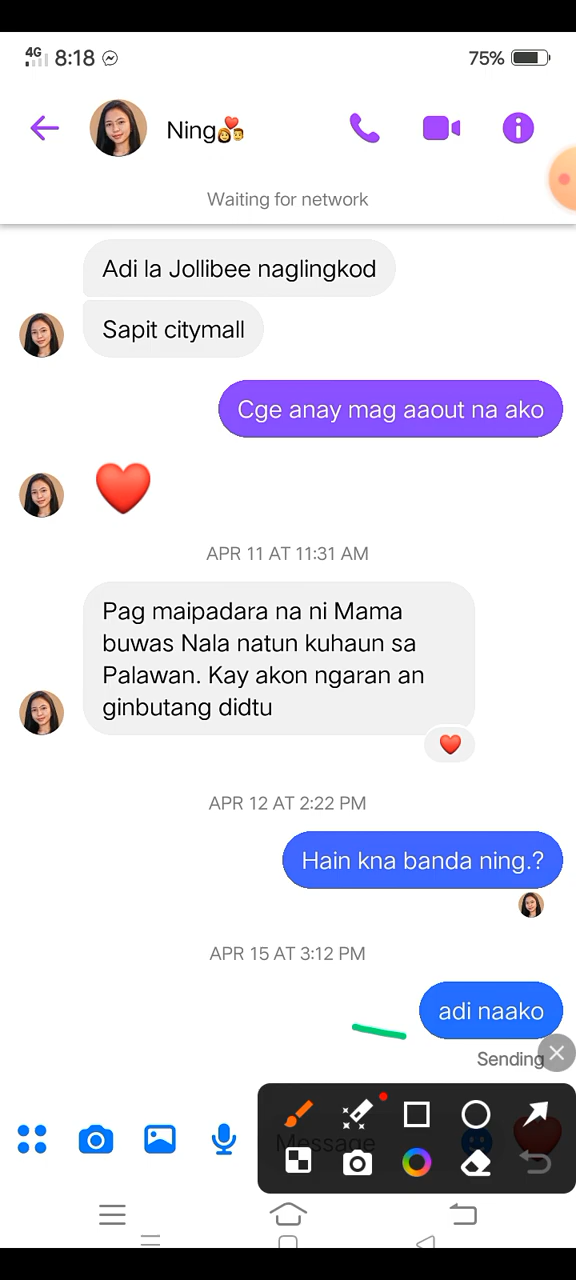 4G 8:18 75%
Ning
Waiting for network
Adi la Jollibee naglingkod
Sapit citymall
Cge anay mag aaout na ako
APR 11 AT 11:31 AM
Pag maipadara na ni Mama
buwas Nala natun kuhaun sa
Palawan. Kay akon ngaran an
ginbutang didtu
APR 12 AT 2:22 PM
Hain kna banda ning.?
APR 15 AT 3:12 PM
adi naako
Sending
Message